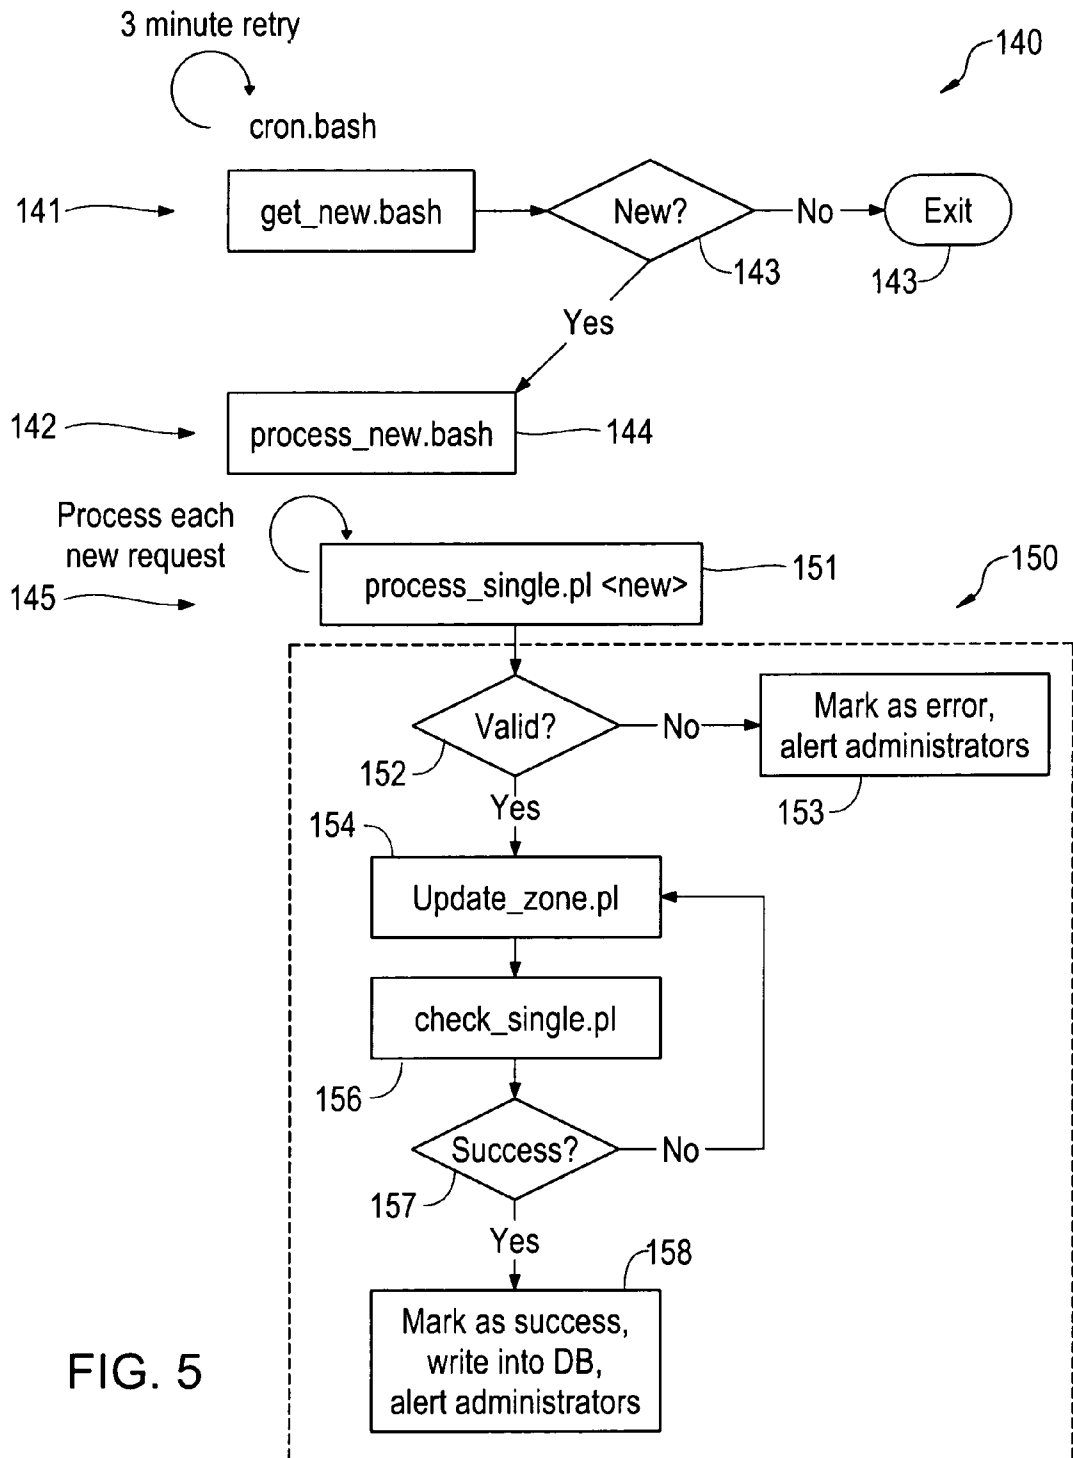 3 minute retry
140
cron.bash
141
get_new.bash
New?
No
Exit
143
143
Yes
142
process_new.bash
144
Process each
new request
145
process_single.pl <new>
151
150
Valid?
No
Mark as error,
alert administrators
152
153
Yes
154
Update_zone.pl
check_single.pl
156
Success?
No
157
Yes
158
Mark as success,
write into DB,
alert administrators
FIG. 5